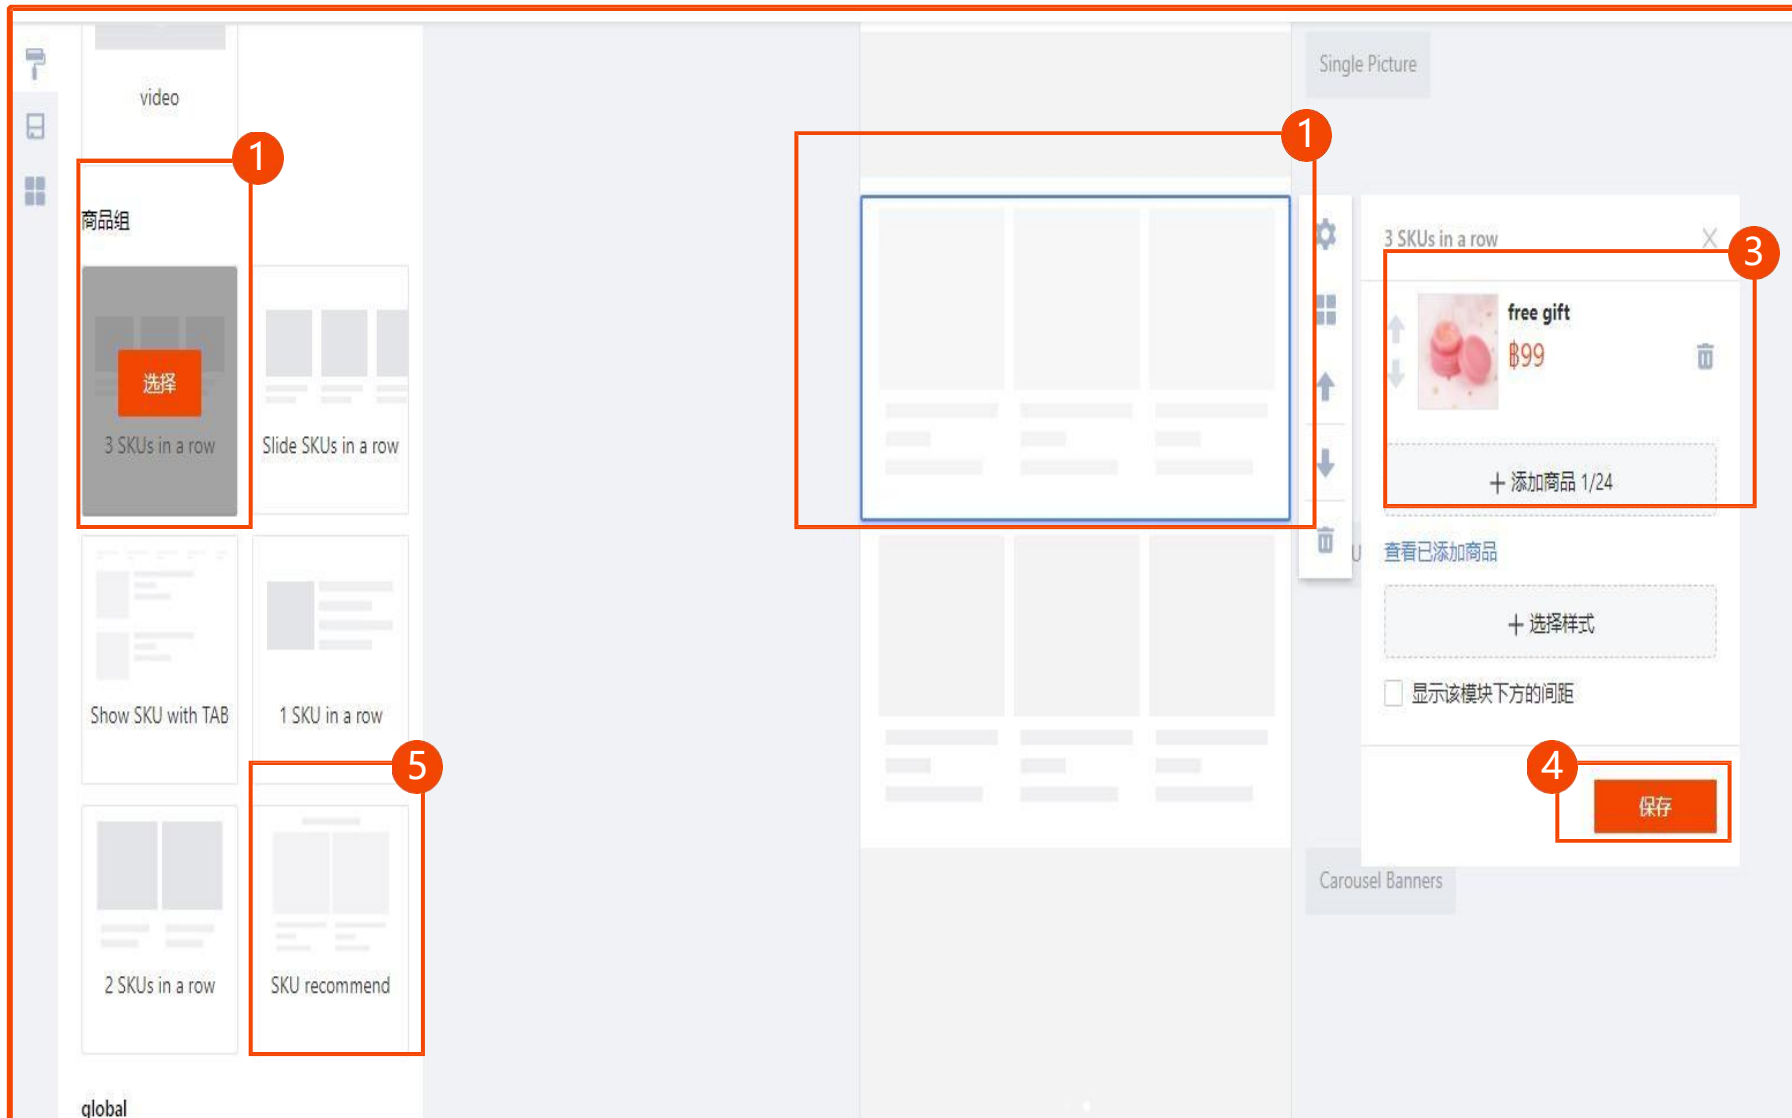 video
1
商品组
选择
3 SKUs in a row
Slide SKUs in a row
Show SKU with TAB
1 SKU in a row
5
2 SKUs in a row
SKU recommend
global
1
Single Picture
3 SKUs in a row
3
free gift
฿99
添加商品 1/24
U
查看已添加商品
选择样式
显示该模块下方的间距
4
保存
Carousel Banners